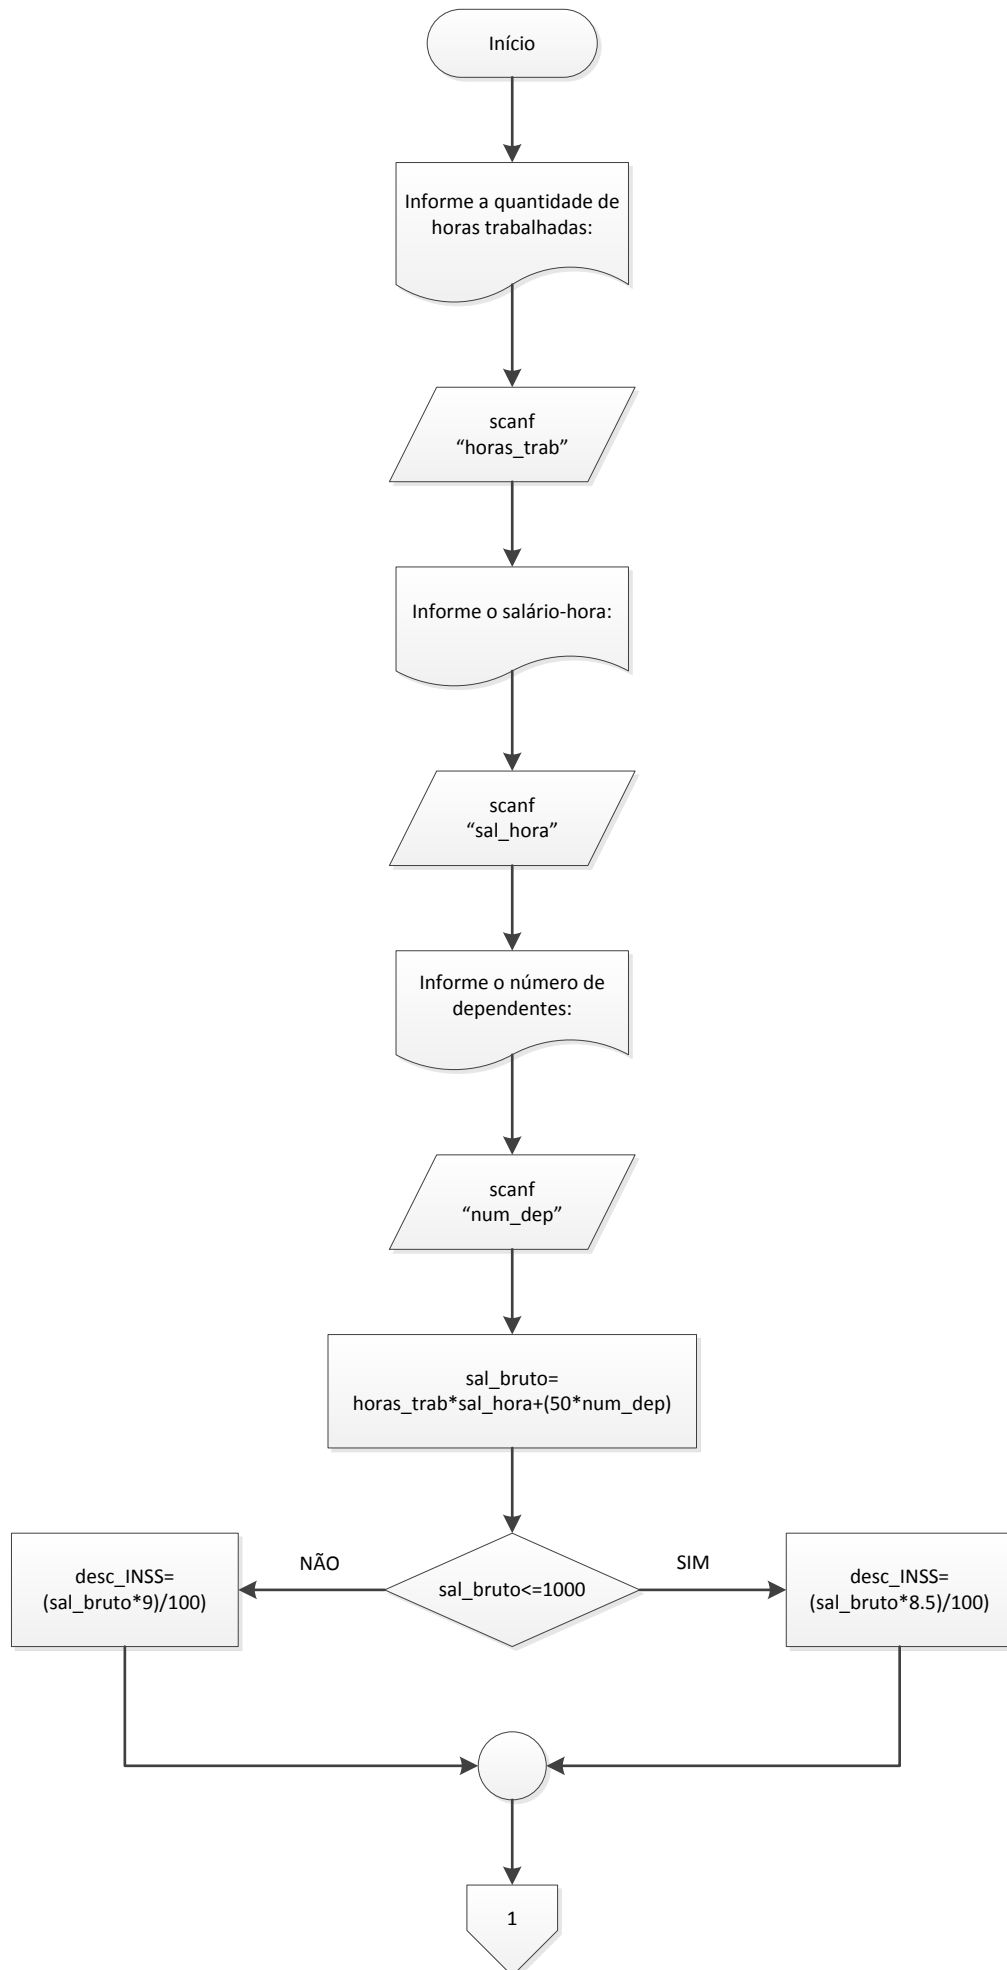 Início
Informe a quantidade de
horas trabalhadas:
scanf
“horas_trab”
Informe o salário-hora:
scanf
“sal_hora”
Informe o número de
dependentes:
scanf
“num_dep”
sal_bruto=
horas_trab*sal_hora+(50*num_dep)
NÃO
sal_bruto<=1000
SIM
desc_INSS=
(sal_bruto*9)/100)
desc_INSS=
(sal_bruto*8.5)/100)
1